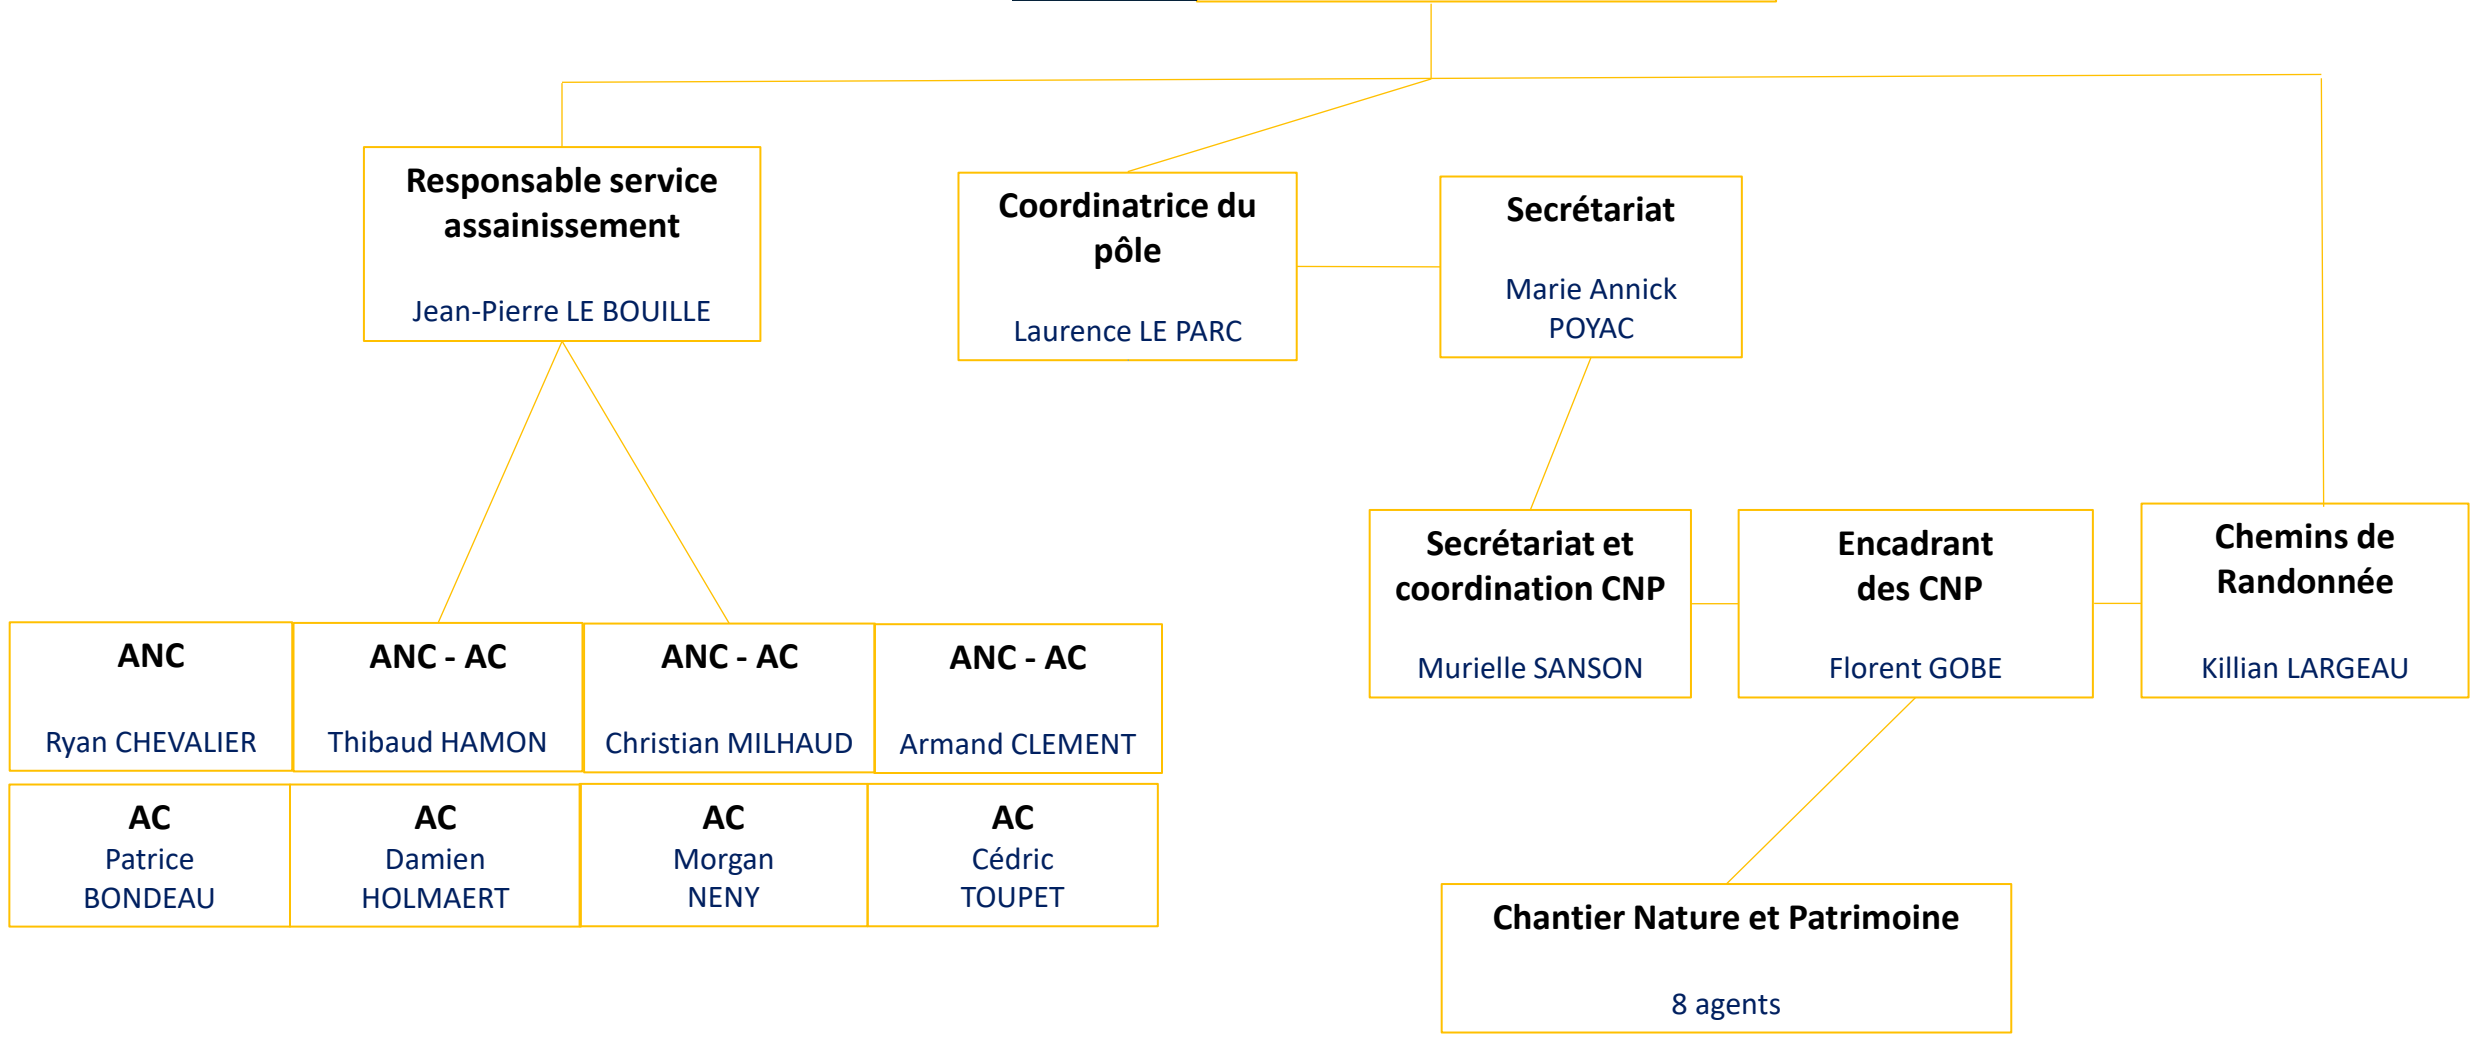 Responsable service
assainissement
Jean-Pierre LE BOUILLE
Coordinatrice du
pôle
Laurence LE PARC
Secrétariat
Marie Annick
POYAC
Secrétariat et
coordination CNP
Murielle SANSON
Encadrant
des CNP
Florent GOBE
Chemins de
Randonnée
Killian LARGEAU
ANC
Ryan CHEVALIER
ANC - AC
Thibaud HAMON
ANC - AC
Christian MILHAUD
ANC - AC
Armand CLEMENT
AC
Patrice
BONDEAU
AC
Damien
HOLMAERT
AC
Morgan
NENY
AC
Cédric
TOUPET
Chantier Nature et Patrimoine
8 agents